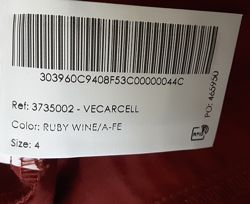 303960C9408F53C00000044C
Ref: 3735002 - VECARCELL
Color: RUBY WINE/A-FE
Size: 4
PO: 465950